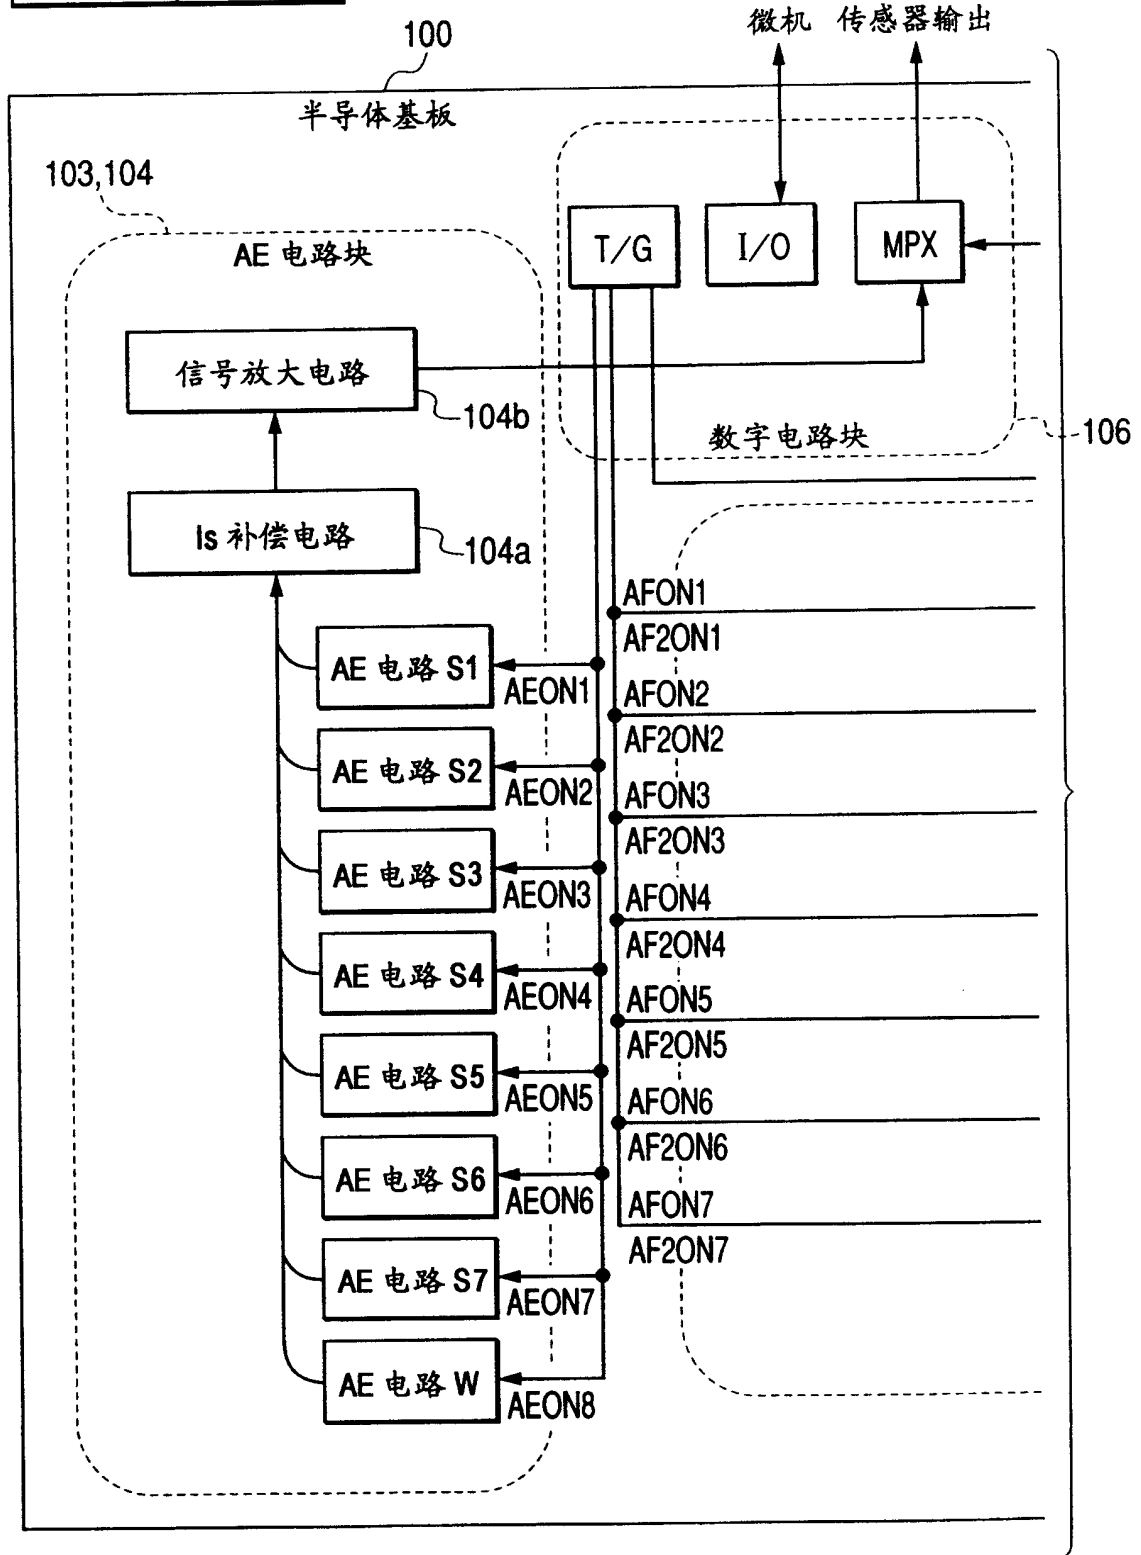 微机 传感器输出
100
半导体基板
103,104
AE 电路块
T/G
I/O
MPX
信号放大电路
104b
数字电路块
106
Is 补偿电路
104a
AFON1
AF2ON1
AE 电路 S1
AEON1
AFON2
AF2ON2
AE 电路 S2
AEON2
AFON3
AF2ON3
AE 电路 S3
AEON3
AFON4
AF2ON4
AE 电路 S4
AEON4
AFON5
AF2ON5
AE 电路 S5
AEON5
AFON6
AF2ON6
AE 电路 S6
AEON6
AFON7
AF2ON7
AE 电路 S7
AEON7
AE 电路 W
AEON8